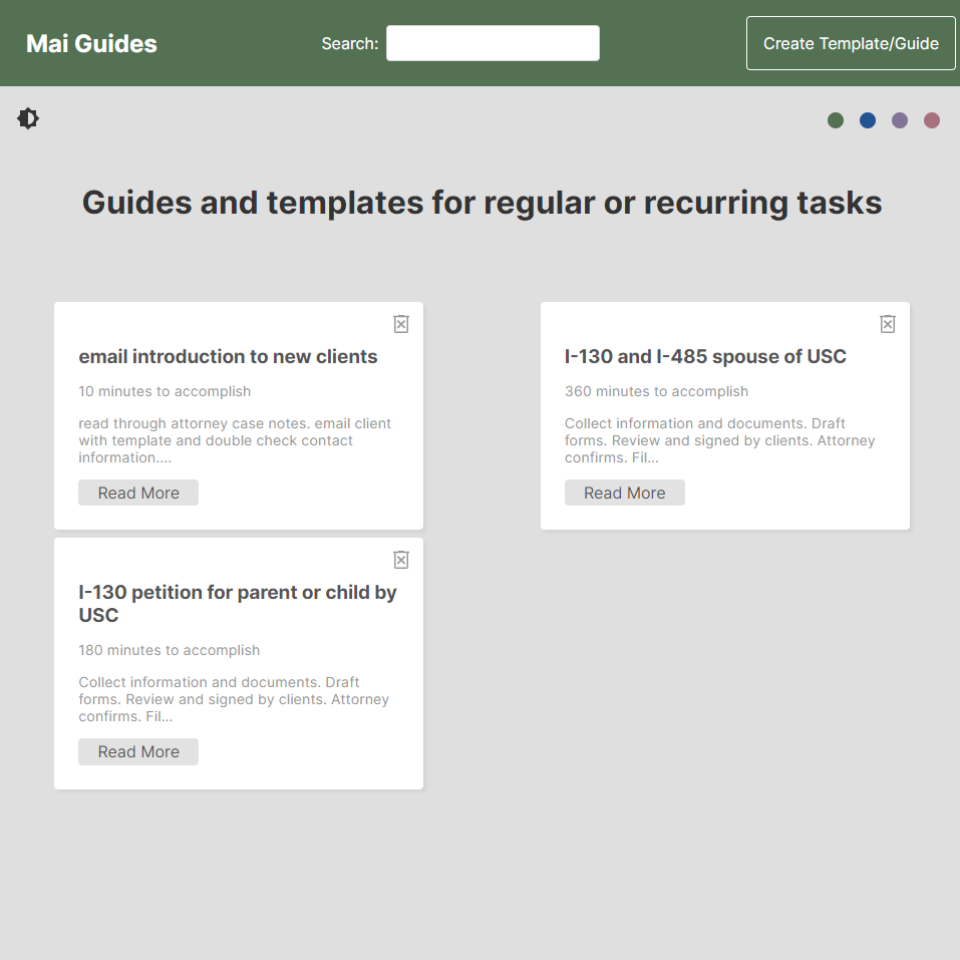 Mai Guides
Search:
Create Template/Guide
Guides and templates for regular or recurring tasks
email introduction to new clients
10 minutes to accomplish
read through attorney case notes. email client
with template and double check contact
information....
Read More
I-130 and I-485 spouse of USC
360 minutes to accomplish
Collect information and documents. Draft
forms. Review and signed by clients. Attorney
confirms. Fil...
Read More
I-130 petition for parent or child by
USC
180 minutes to accomplish
Collect information and documents. Draft
forms. Review and signed by clients. Attorney
confirms. Fil...
Read More